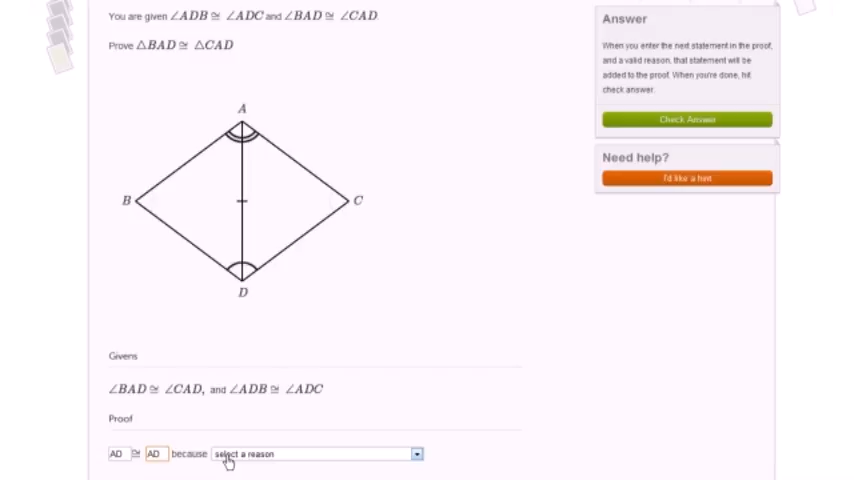 You are given ∠ADB ≅ ∠ADC and ∠BAD ≅ ∠CAD.
Prove △BAD ≅ △CAD
A
B
C
D
Givens
∠BAD ≅ ∠CAD, and ∠ADB ≅ ∠ADC
Proof
AD ≅ AD because select a reason
Answer
When you enter the next statement in the proof,
and a valid reason, that statement will be
added to the proof. When you're done, hit
check answer.
Check Answer
Need help?
I'd like a hint